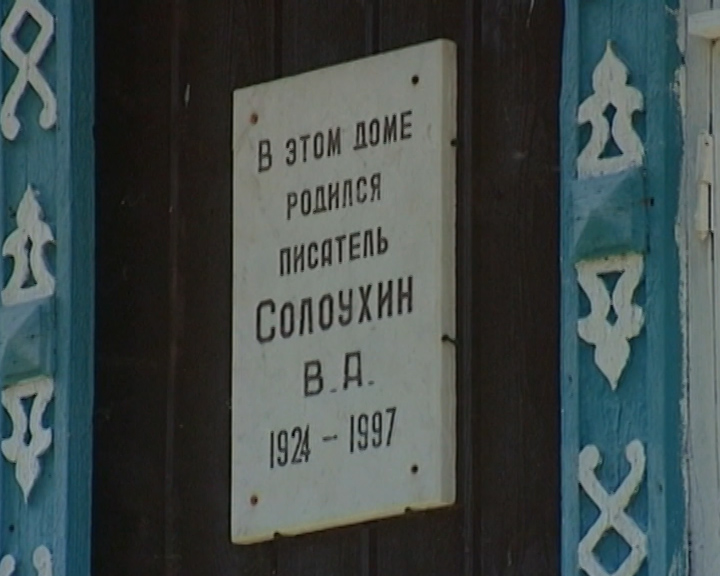 В ЭТОМ ДОМЕ
РОДИЛСЯ
ПИСАТЕЛЬ
СОЛОУХИН
В.А.
1924 – 1997